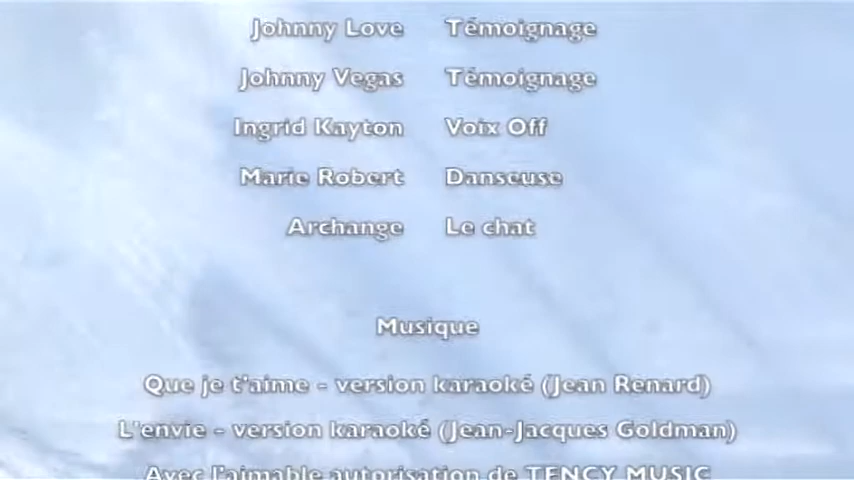 Johnny Love Témoignage
Johnny Vegas Témoignage
Ingrid Kayton Voix Off
Marie Robert Danseuse
Archange Le chat
Musique
Que je t'aime - version karaoké (Jean Renard)
L'envie - version karaoké (Jean-Jacques Goldman)
Avec l'aimable autorisation de TENCY MUSIC